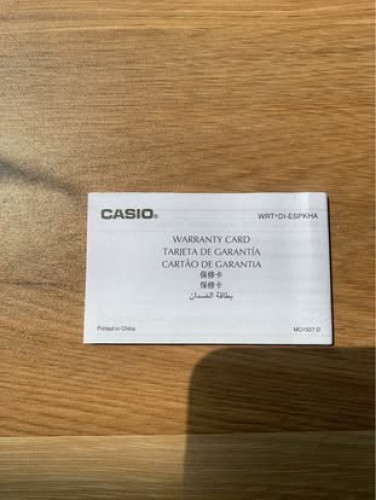 CASIO®
WRT*DI-ESPKHA
WARRANTY CARD
TARJETA DE GARANTÍA
CARTÃO DE GARANTIA
保修卡
保修卡
بطاقة الضمان
Printed in China
MO1507-D